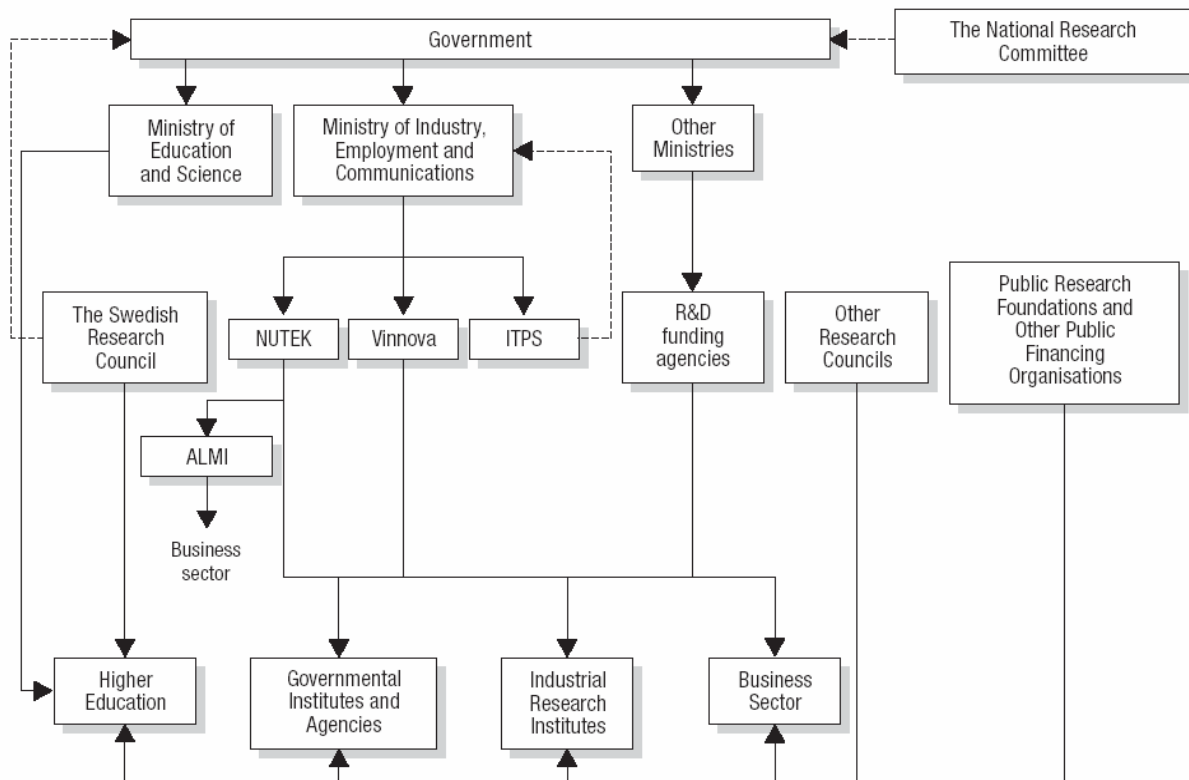 Government
The National Research
Committee
Ministry of
Education
and Science
Ministry of Industry,
Employment and
Communications
Other
Ministries
The Swedish
Research
Council
NUTEK
Vinnova
ITPS
R&D
funding
agencies
Other
Research
Councils
Public Research
Foundations and
Other Public
Financing
Organisations
ALMI
Business
sector
Higher
Education
Governmental
Institutes and
Agencies
Industrial
Research
Institutes
Business
Sector